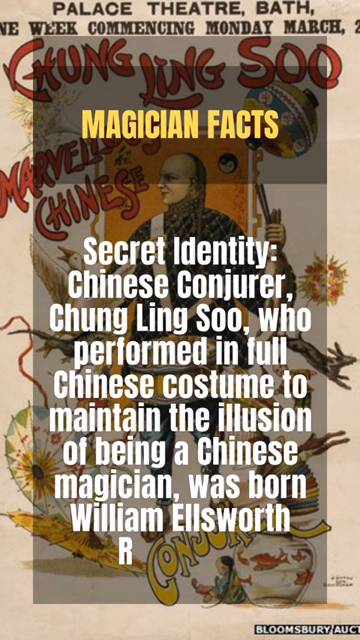 PALACE THEATRE, BATH,
NE WEEK COMMENCING MONDAY MARCH, 2
CHUNG LING SOO
MAGICIAN FACTS
MARVELLOUS
CHINESE
Secret Identity:
Chinese Conjurer,
Chung Ling Soo, who
performed in full
Chinese costume to
maintain the illusion
of being a Chinese
magician, was born
William Ellsworth
R
CONJURER
BLOOMSBURY AUCT